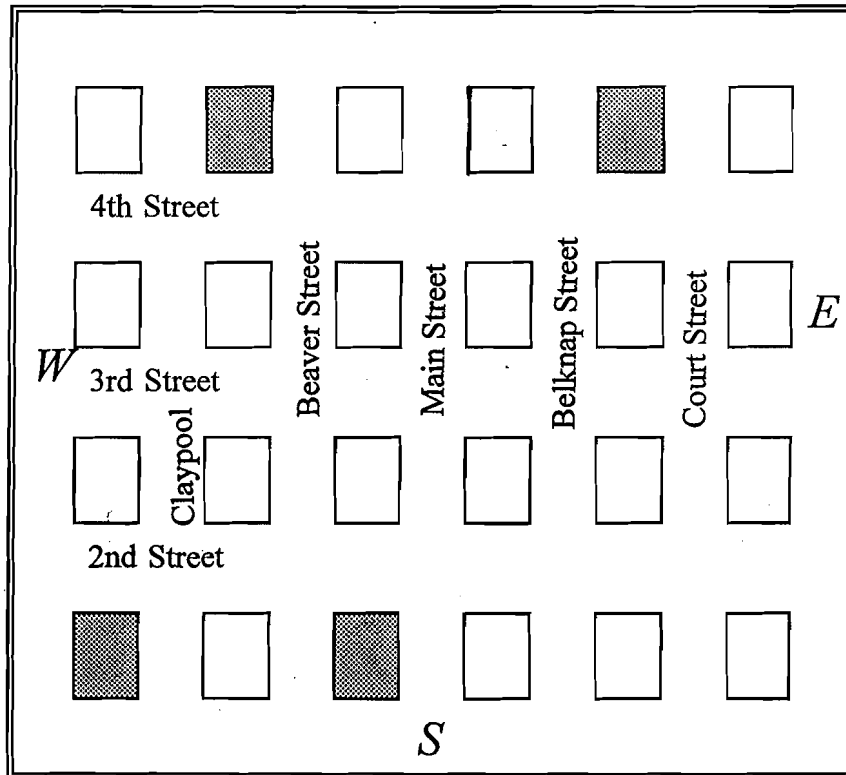 4th Street
Beaver Street
Main Street
Belknap Street
Court Street
E
W
3rd Street
Claypool
2nd Street
S